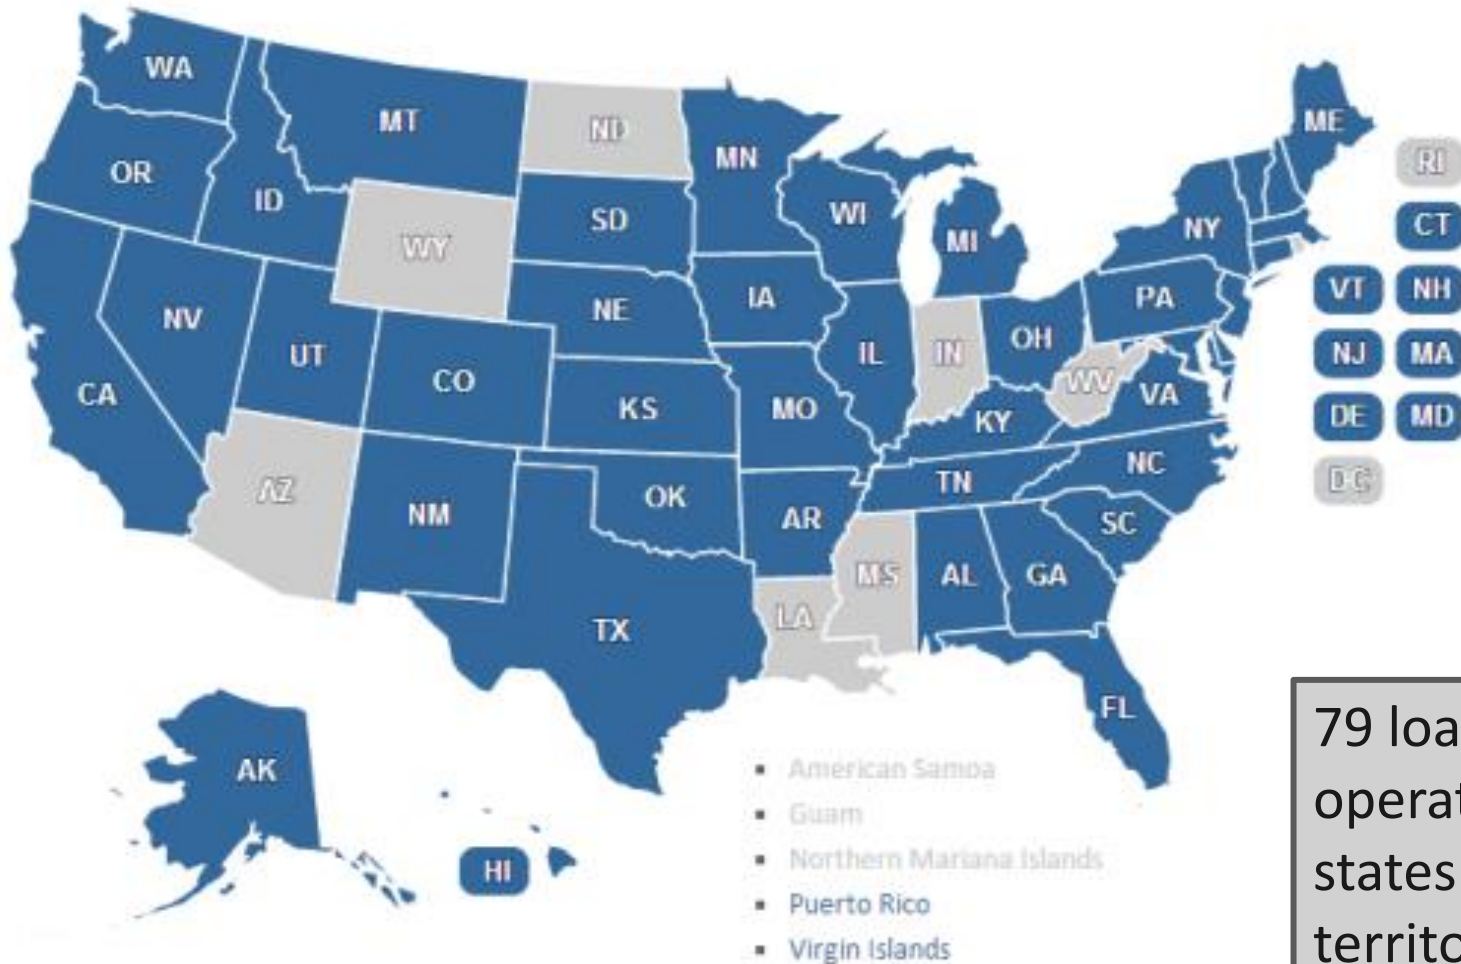 WA
MT
ND
MN
ME
OR
ID
SD
WI
MI
NY
RI
WY
CT
NV
NE
IA
PA
VT
NH
UT
CO
IL
IN
OH
NJ
MA
CA
KS
MO
KY
WV
VA
DE
MD
AZ
NM
OK
AR
TN
NC
SC
DC
TX
LA
MS
AL
GA
FL
AK
HI
American Samoa
Guam
Northern Mariana Islands
Puerto Rico
Virgin Islands
79 loa
operat
states
territo